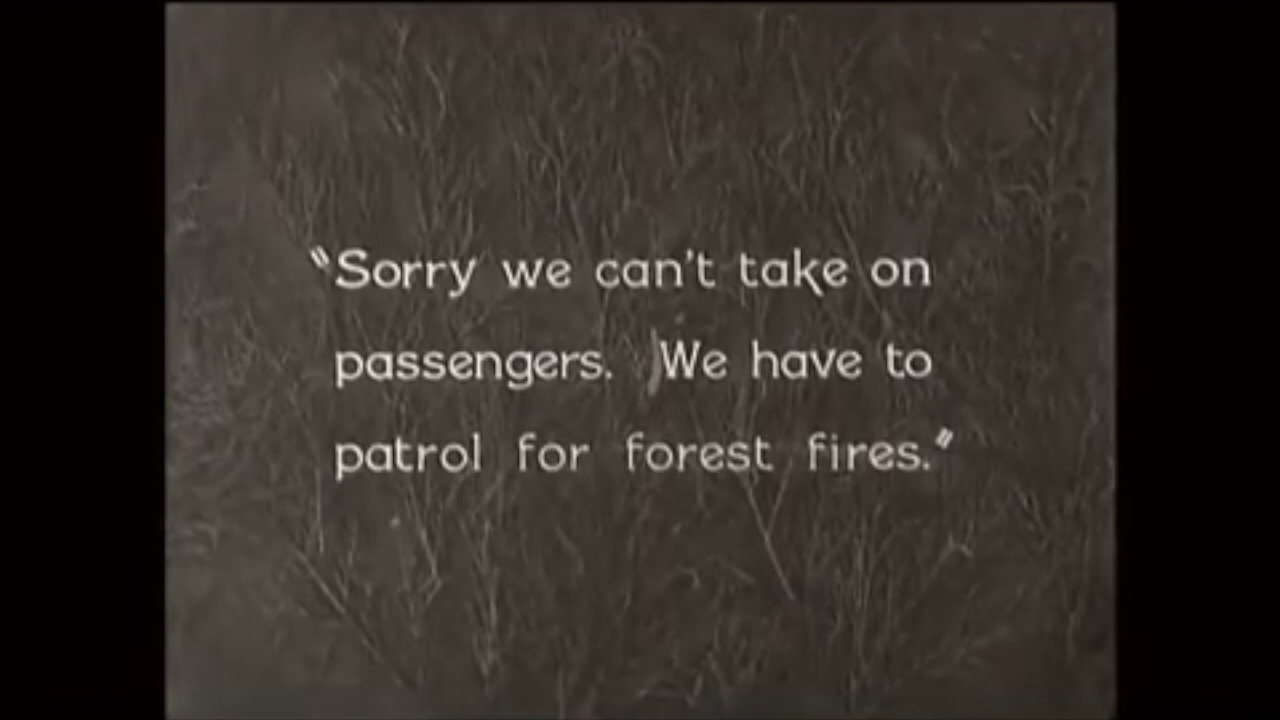 "Sorry we can't take on
passengers. We have to
patrol for forest fires."